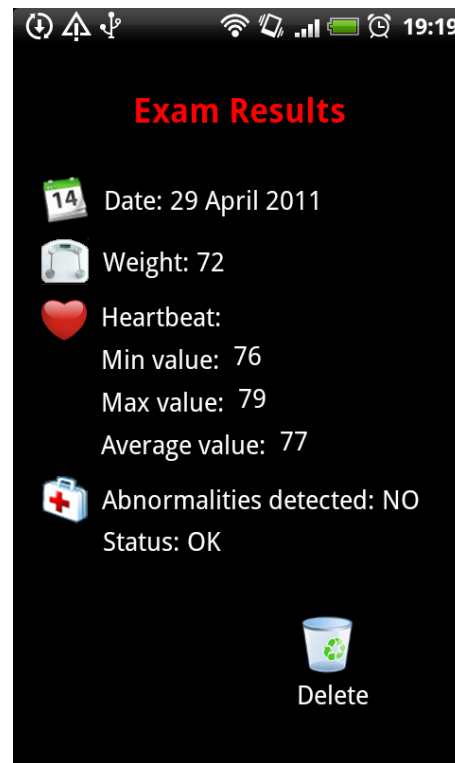 19:19
Exam Results
14 Date: 29 April 2011
Weight: 72
Heartbeat:
Min value: 76
Max value: 79
Average value: 77
Abnormalities detected: NO
Status: OK
Delete